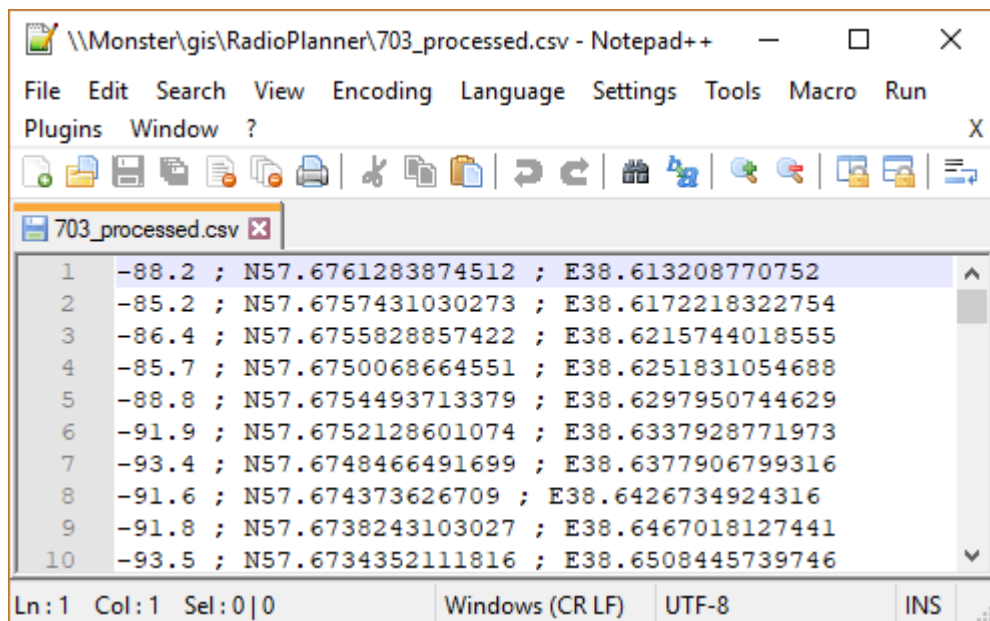 \\Monster\gis\RadioPlanner\703_processed.csv - Notepad++
File Edit Search View Encoding Language Settings Tools Macro Run
Plugins Window ? X
703_processed.csv
1 -88.2 ; N57.6761283874512 ; E38.613208770752
2 -85.2 ; N57.6757431030273 ; E38.6172218322754
3 -86.4 ; N57.6755828857422 ; E38.6215744018555
4 -85.7 ; N57.6750068664551 ; E38.6251831054688
5 -88.8 ; N57.6754493713379 ; E38.6297950744629
6 -91.9 ; N57.6752128601074 ; E38.6337928771973
7 -93.4 ; N57.6748466491699 ; E38.6377906799316
8 -91.6 ; N57.674373626709 ; E38.6426734924316
9 -91.8 ; N57.6738243103027 ; E38.6467018127441
10 -93.5 ; N57.6734352111816 ; E38.6508445739746
Ln : 1 Col : 1 Sel : 0 | 0 Windows (CR LF) UTF-8 INS